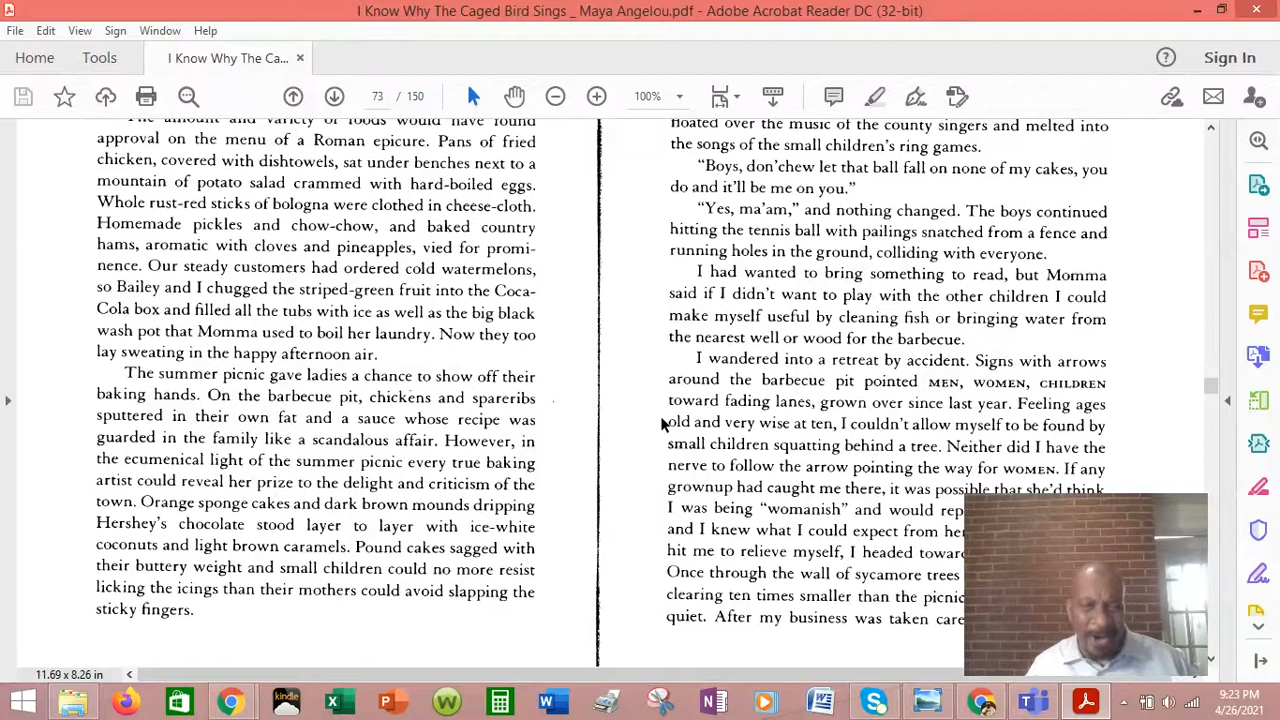 I Know Why The Caged Bird Sings _ Maya Angelou.pdf - Adobe Acrobat Reader DC (32-bit)
File Edit View Sign Window Help
Home Tools I Know Why The Ca... × Sign In
73 / 150 100%
The amount and variety of foods would have found
approval on the menu of a Roman epicure. Pans of fried
chicken, covered with dishtowels, sat under benches next to a
mountain of potato salad crammed with hard-boiled eggs.
Whole rust-red sticks of bologna were clothed in cheese-cloth.
Homemade pickles and chow-chow, and baked country
hams, aromatic with cloves and pineapples, vied for promi-
nence. Our steady customers had ordered cold watermelons,
so Bailey and I chugged the striped-green fruit into the Coca-
Cola box and filled all the tubs with ice as well as the big black
wash pot that Momma used to boil her laundry. Now they too
lay sweating in the happy afternoon air.
The summer picnic gave ladies a chance to show off their
baking hands. On the barbecue pit, chickens and spareribs
sputtered in their own fat and a sauce whose recipe was
guarded in the family like a scandalous affair. However, in
the ecumenical light of the summer picnic every true baking
artist could reveal her prize to the delight and criticism of the
town. Orange sponge cakes and dark brown mounds dripping
Hershey's chocolate stood layer to layer with ice-white
coconuts and light brown caramels. Pound cakes sagged with
their buttery weight and small children could no more resist
licking the icings than their mothers could avoid slapping the
sticky fingers.
floated over the music of the county singers and melted into
the songs of the small children's ring games.
"Boys, don'chew let that ball fall on none of my cakes, you
do and it'll be me on you."
"Yes, ma'am," and nothing changed. The boys continued
hitting the tennis ball with pailings snatched from a fence and
running holes in the ground, colliding with everyone.
I had wanted to bring something to read, but Momma
said if I didn't want to play with the other children I could
make myself useful by cleaning fish or bringing water from
the nearest well or wood for the barbecue.
I wandered into a retreat by accident. Signs with arrows
around the barbecue pit pointed MEN, WOMEN, CHILDREN
toward fading lanes, grown over since last year. Feeling ages
old and very wise at ten, I couldn't allow myself to be found by
small children squatting behind a tree. Neither did I have the
nerve to follow the arrow pointing the way for WOMEN. If any
grownup had caught me there, it was possible that she'd think
I was being "womanish" and would rep
and I knew what I could expect from her
hit me to relieve myself, I headed towar
Once through the wall of sycamore trees
clearing ten times smaller than the picnic
quiet. After my business was taken care
11.69 x 8.26 in
kindle
9:23 PM
4/26/2021